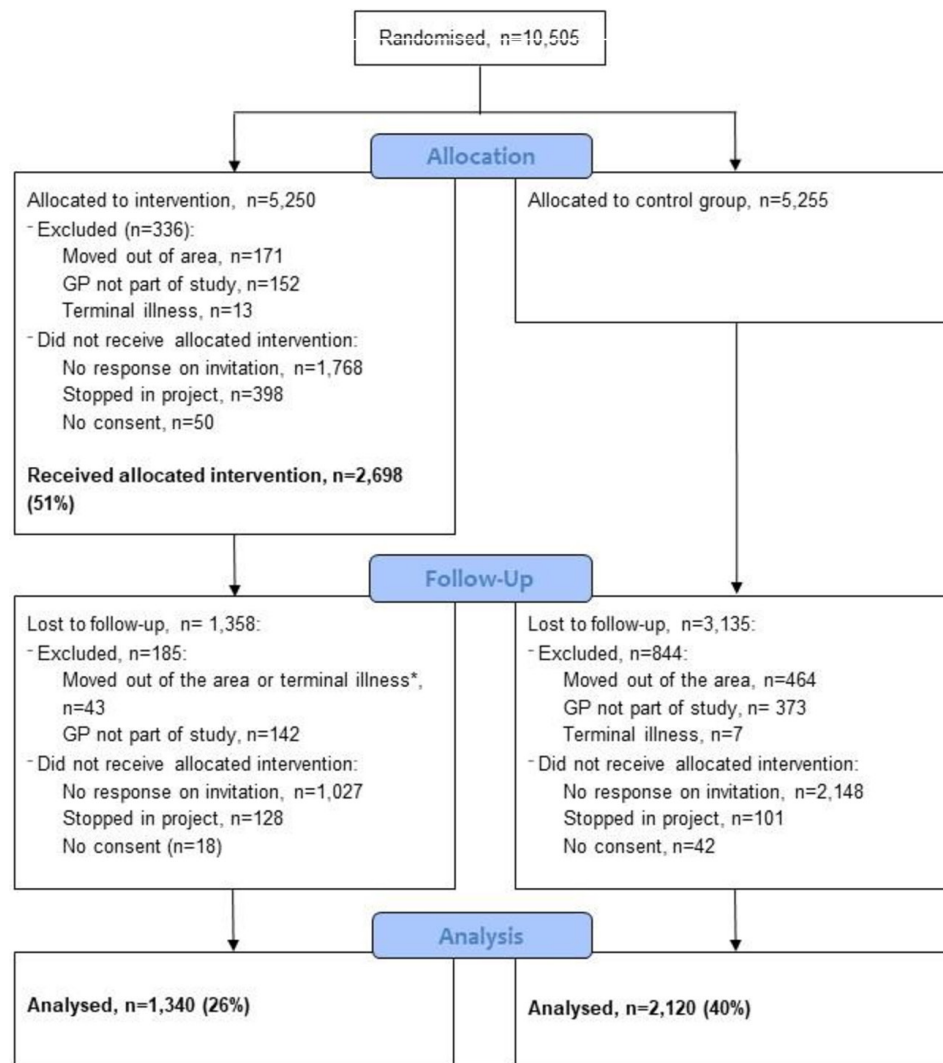 Randomised, n=10,505
Allocation
Allocated to intervention, n=5,250
- Excluded (n=336):
Moved out of area, n=171
GP not part of study, n=152
Terminal illness, n=13
- Did not receive allocated intervention:
No response on invitation, n=1,768
Stopped in project, n=398
No consent, n=50
Received allocated intervention, n=2,698
(51%)
Allocated to control group, n=5,255
Follow-Up
Lost to follow-up, n= 1,358:
- Excluded, n=185:
Moved out of the area or terminal illness*,
n=43
GP not part of study, n=142
- Did not receive allocated intervention:
No response on invitation, n=1,027
Stopped in project, n=128
No consent (n=18)
Lost to follow-up, n=3,135:
- Excluded, n=844:
Moved out of the area, n=464
GP not part of study, n= 373
Terminal illness, n=7
- Did not receive allocated intervention:
No response on invitation, n=2,148
Stopped in project, n=101
No consent, n=42
Analysis
Analysed, n=1,340 (26%)
Analysed, n=2,120 (40%)